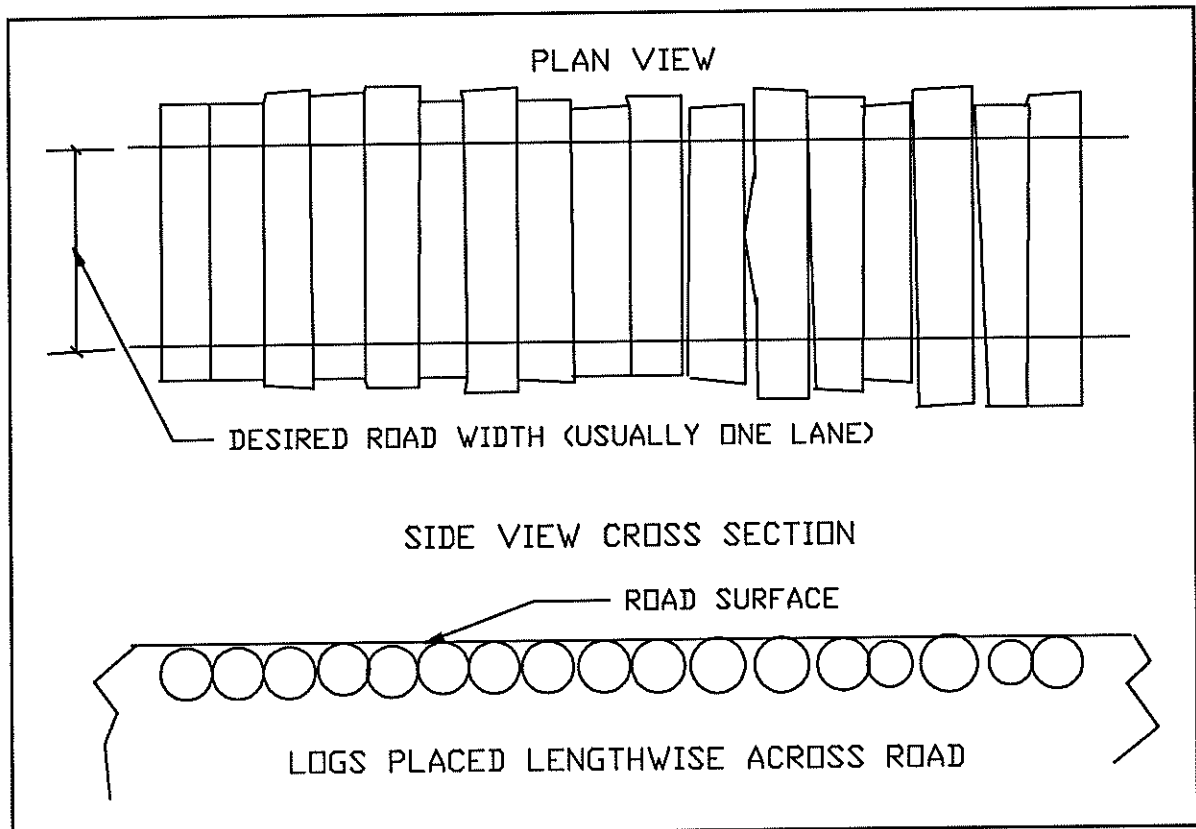 PLAN VIEW
DESIRED ROAD WIDTH (USUALLY ONE LANE)
SIDE VIEW CROSS SECTION
ROAD SURFACE
LOGS PLACED LENGTHWISE ACROSS ROAD